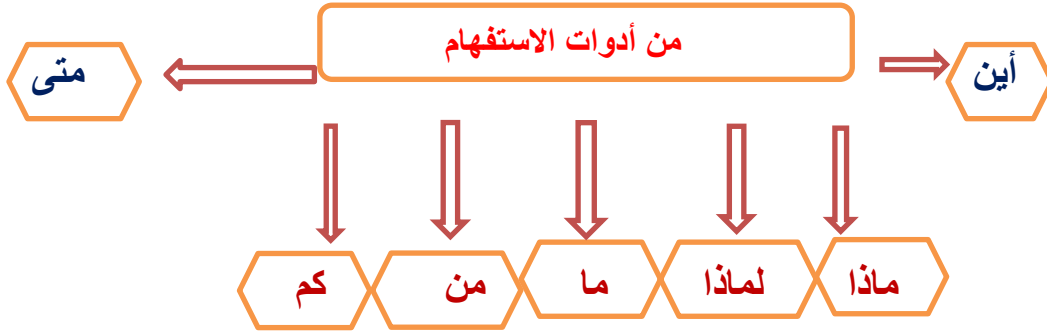 من أدوات الاستفهام
أين
متى
ماذا
لماذا
ما
من
كم